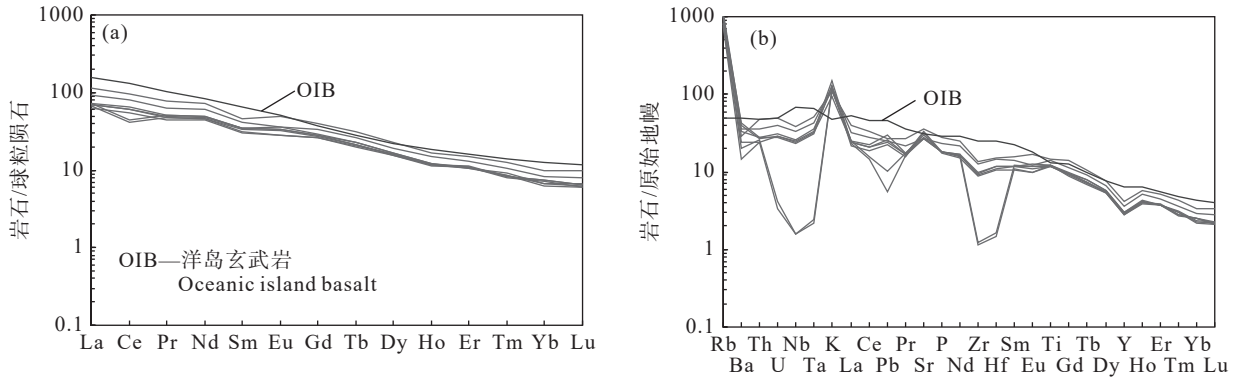 1000
(a)
100
OIB
10
1
OIB—洋岛玄武岩
Oceanic island basalt
0.1
La Ce Pr Nd Sm Eu Gd Tb Dy Ho Er Tm Yb Lu
岩石/球粒陨石
1000
(b)
100
OIB
10
1
0.1
Rb Th Nb K Ce Pr P Zr Sm Ti Tb Y Er Yb
Ba U Ta La Pb Sr Nd Hf Eu Gd Dy Ho Tm Lu
岩石/原始地幔